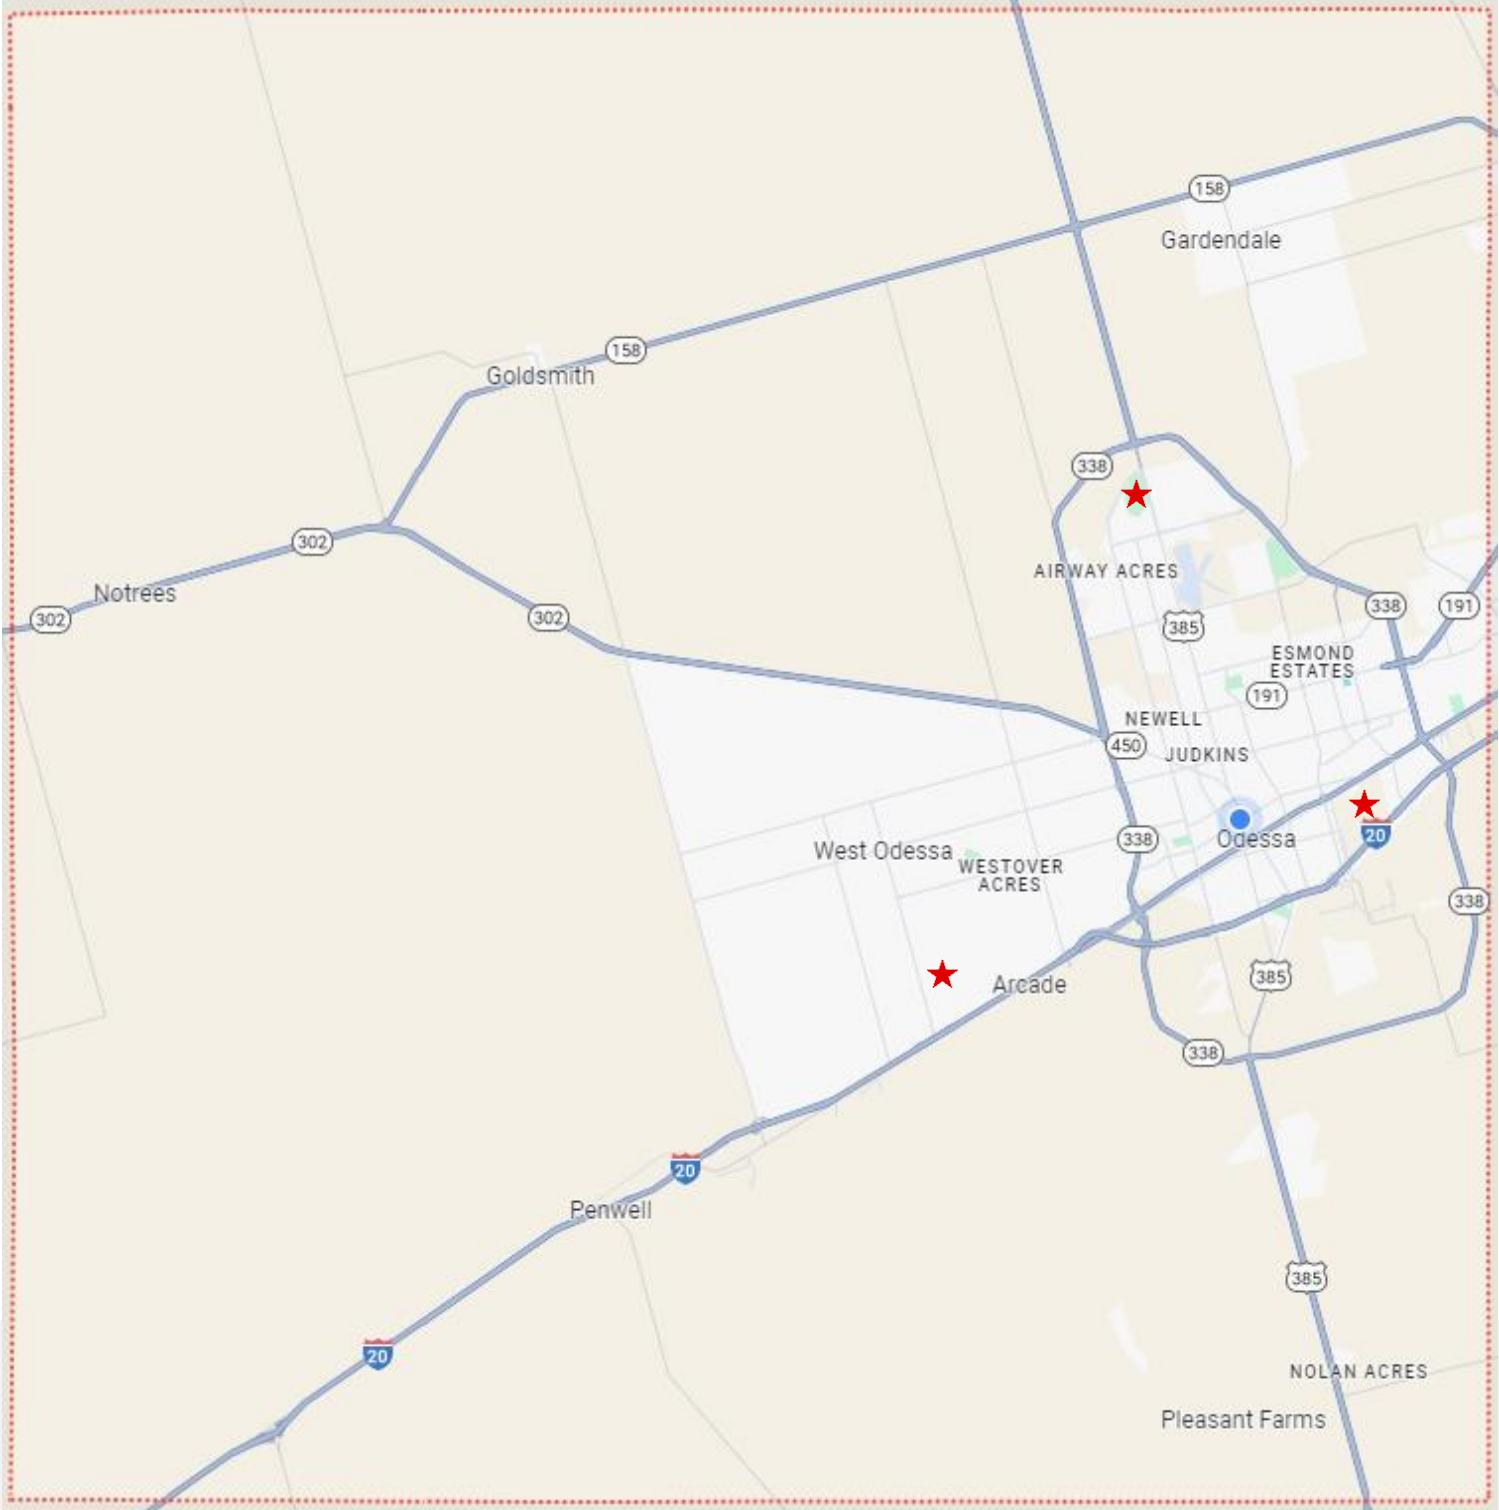 158
Gardendale
158
Goldsmith
338
302
AIRWAY ACRES
Notrees
338
191
302
302
385
ESMOND
ESTATES
191
NEWELL
450
JUDKINS
20
338
Odessa
West Odessa
WESTOVER
ACRES
338
385
Arcade
338
20
Penwell
385
20
NOLAN ACRES
Pleasant Farms